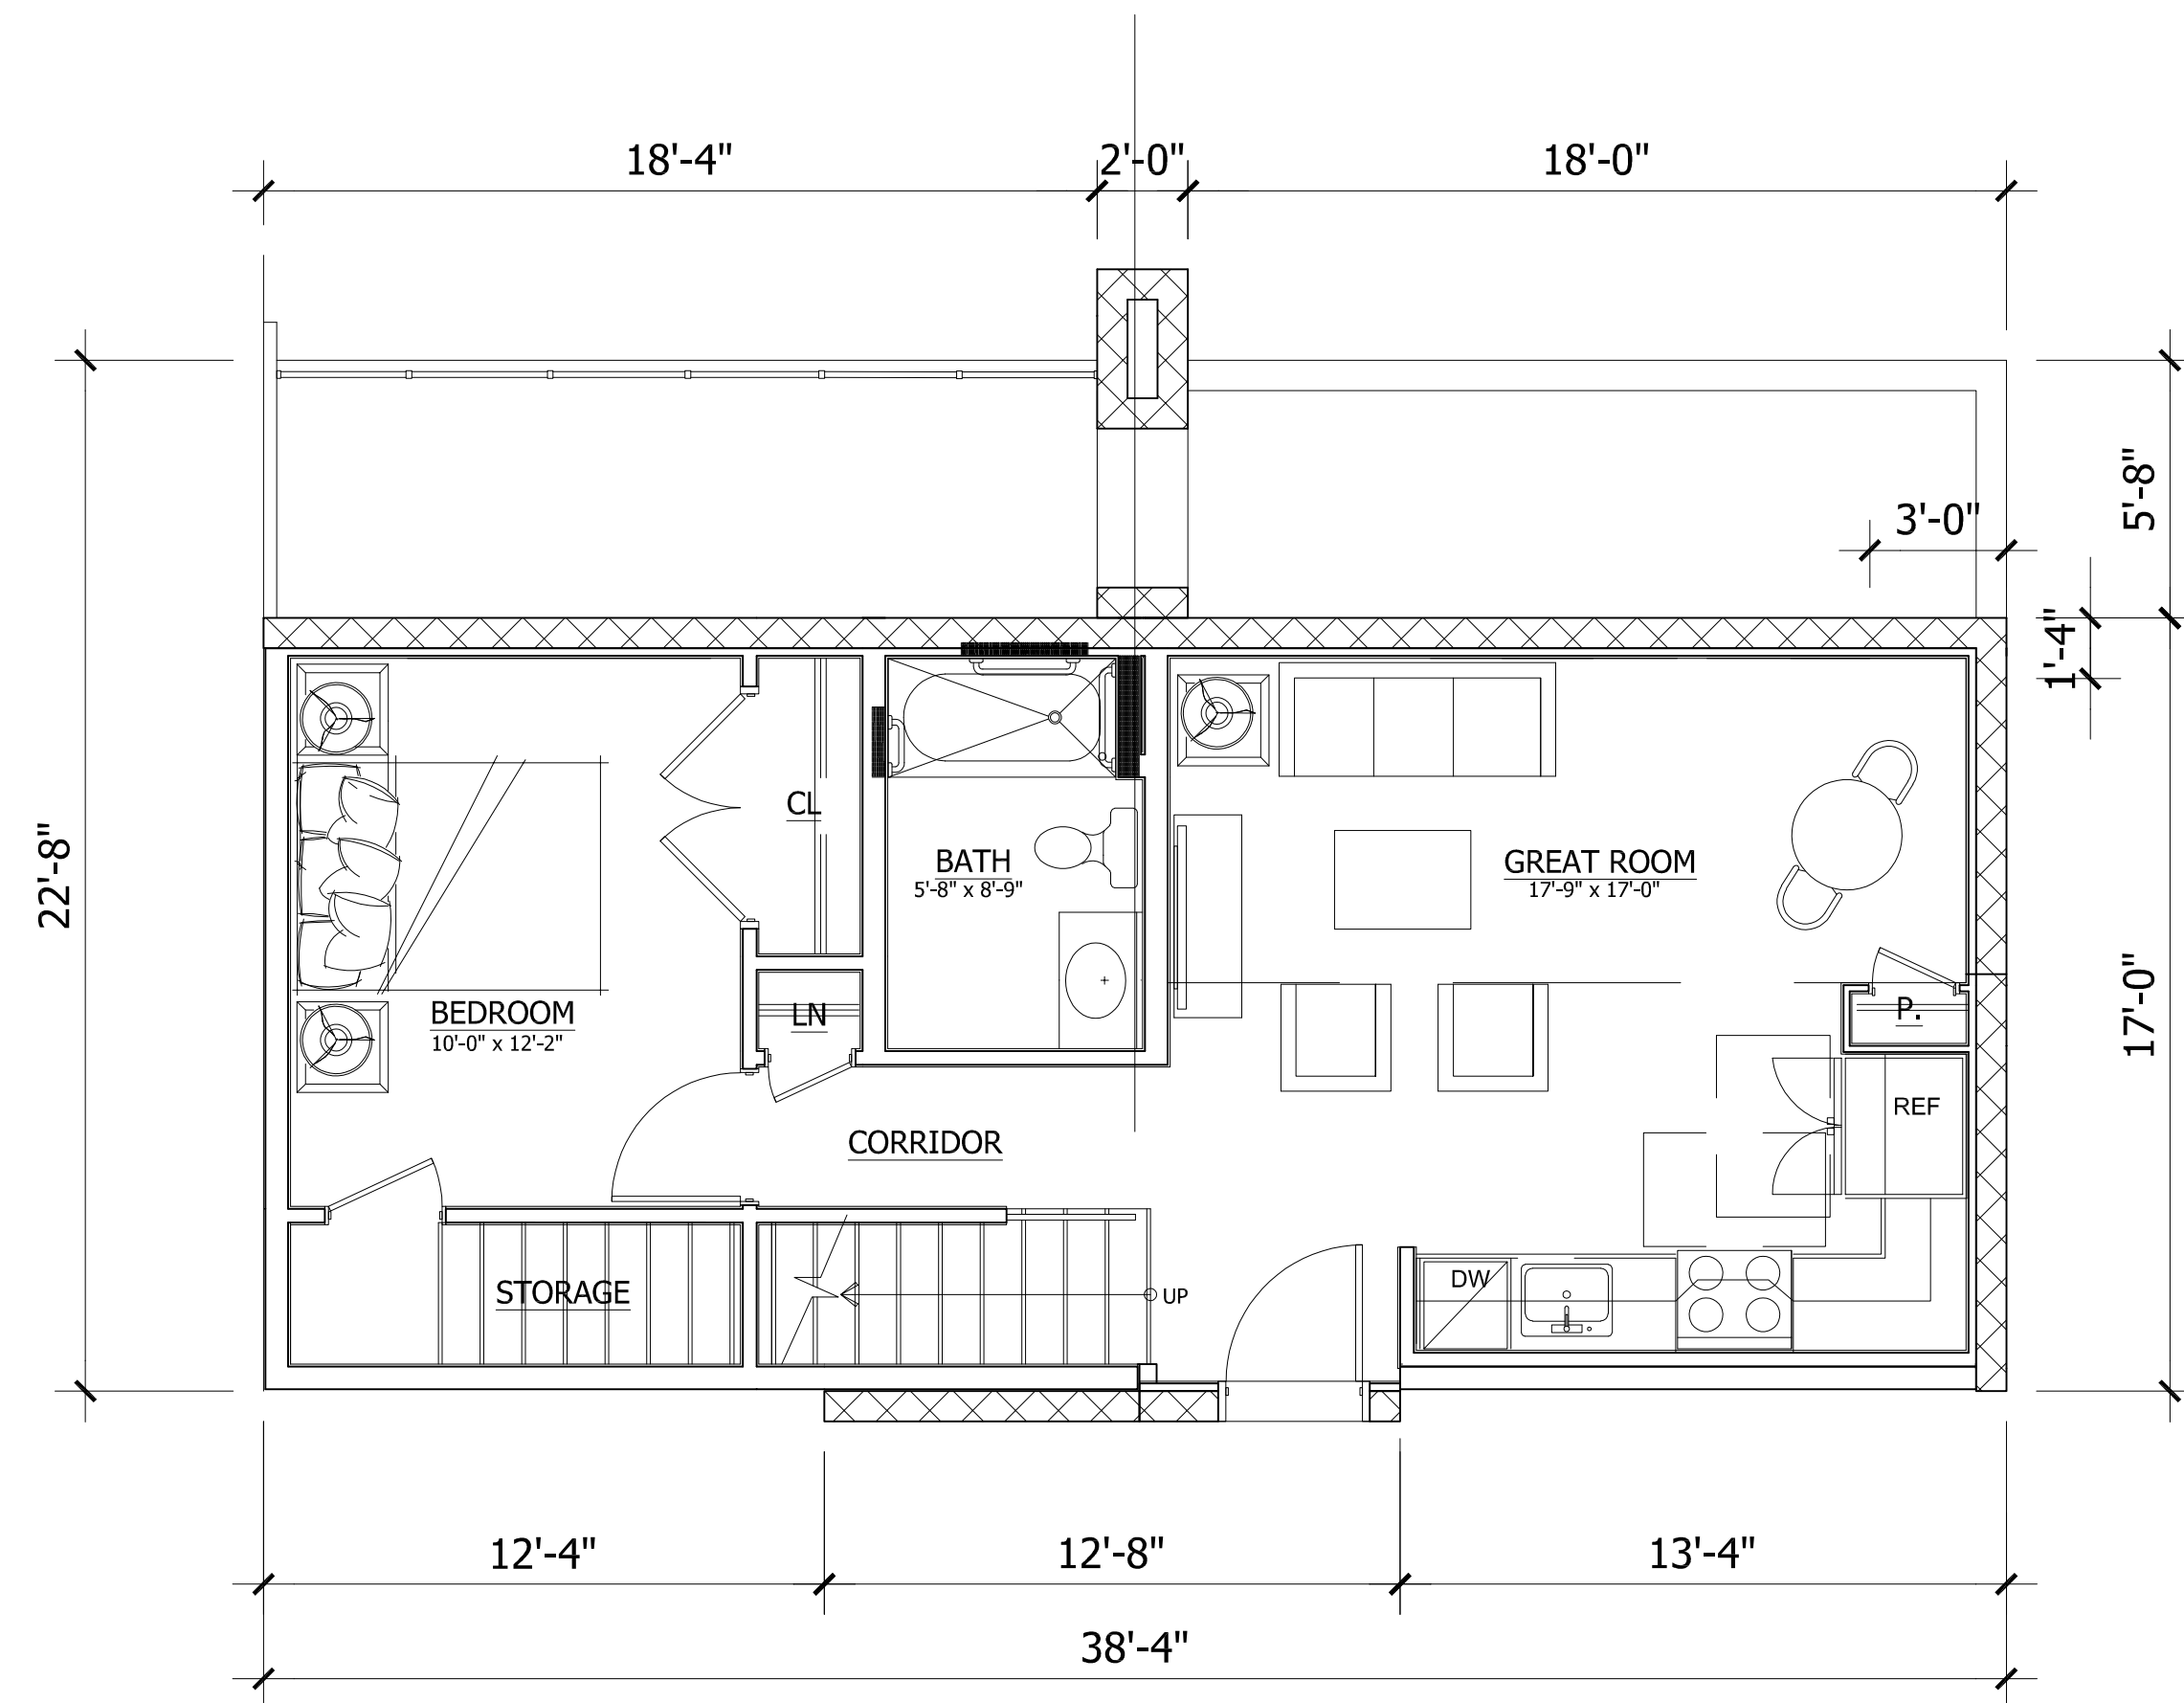 18'-4"
2'-0"
18'-0"
5'-8"
3'-0"
1'-4"
22'-8"
17'-0"
CL
BATH
5'-8" x 8'-9"
GREAT ROOM
17'-9" x 17'-0"
BEDROOM
10'-0" x 12'-2"
LN
P.
REF
CORRIDOR
STORAGE
UP
DW
12'-4"
12'-8"
13'-4"
38'-4"